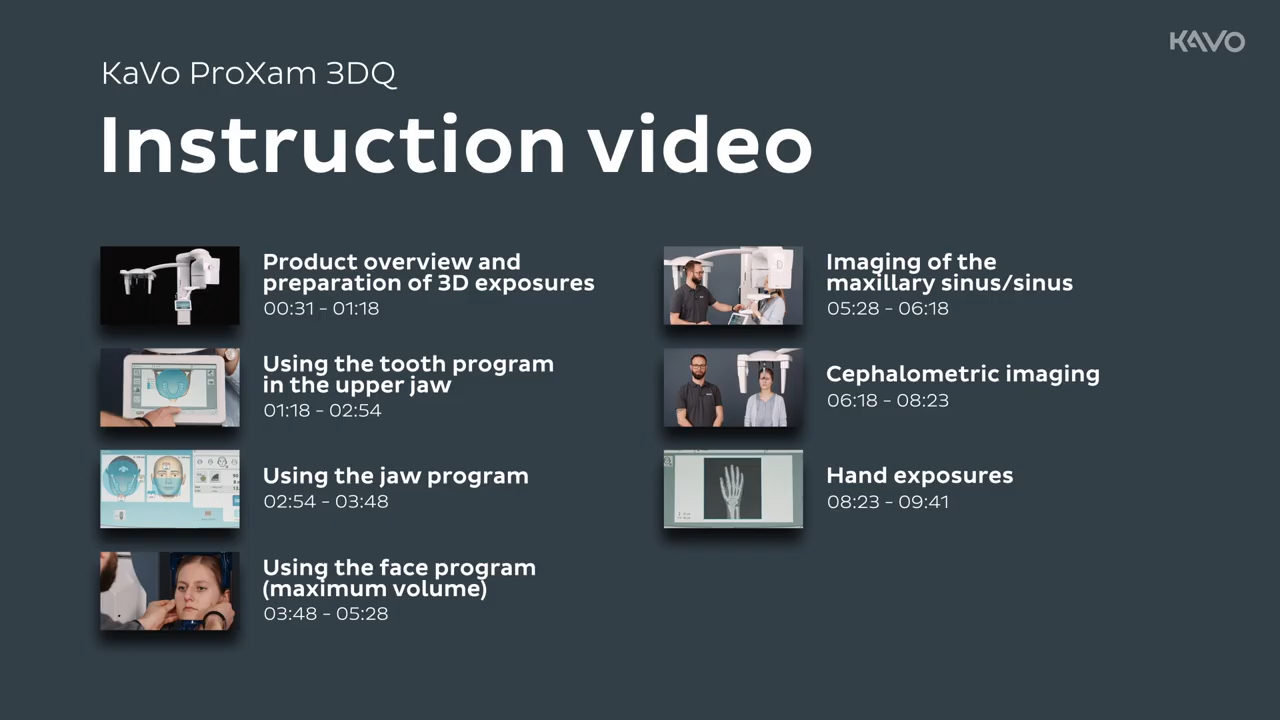 KAVO
KaVo ProXam 3DQ
Instruction video
Product overview and
preparation of 3D exposures
00:31 - 01:18
Using the tooth program
in the upper jaw
01:18 - 02:54
Using the jaw program
02:54 - 03:48
Using the face program
(maximum volume)
03:48 - 05:28
Imaging of the
maxillary sinus/sinus
05:28 - 06:18
Cephalometric imaging
06:18 - 08:23
Hand exposures
08:23 - 09:41